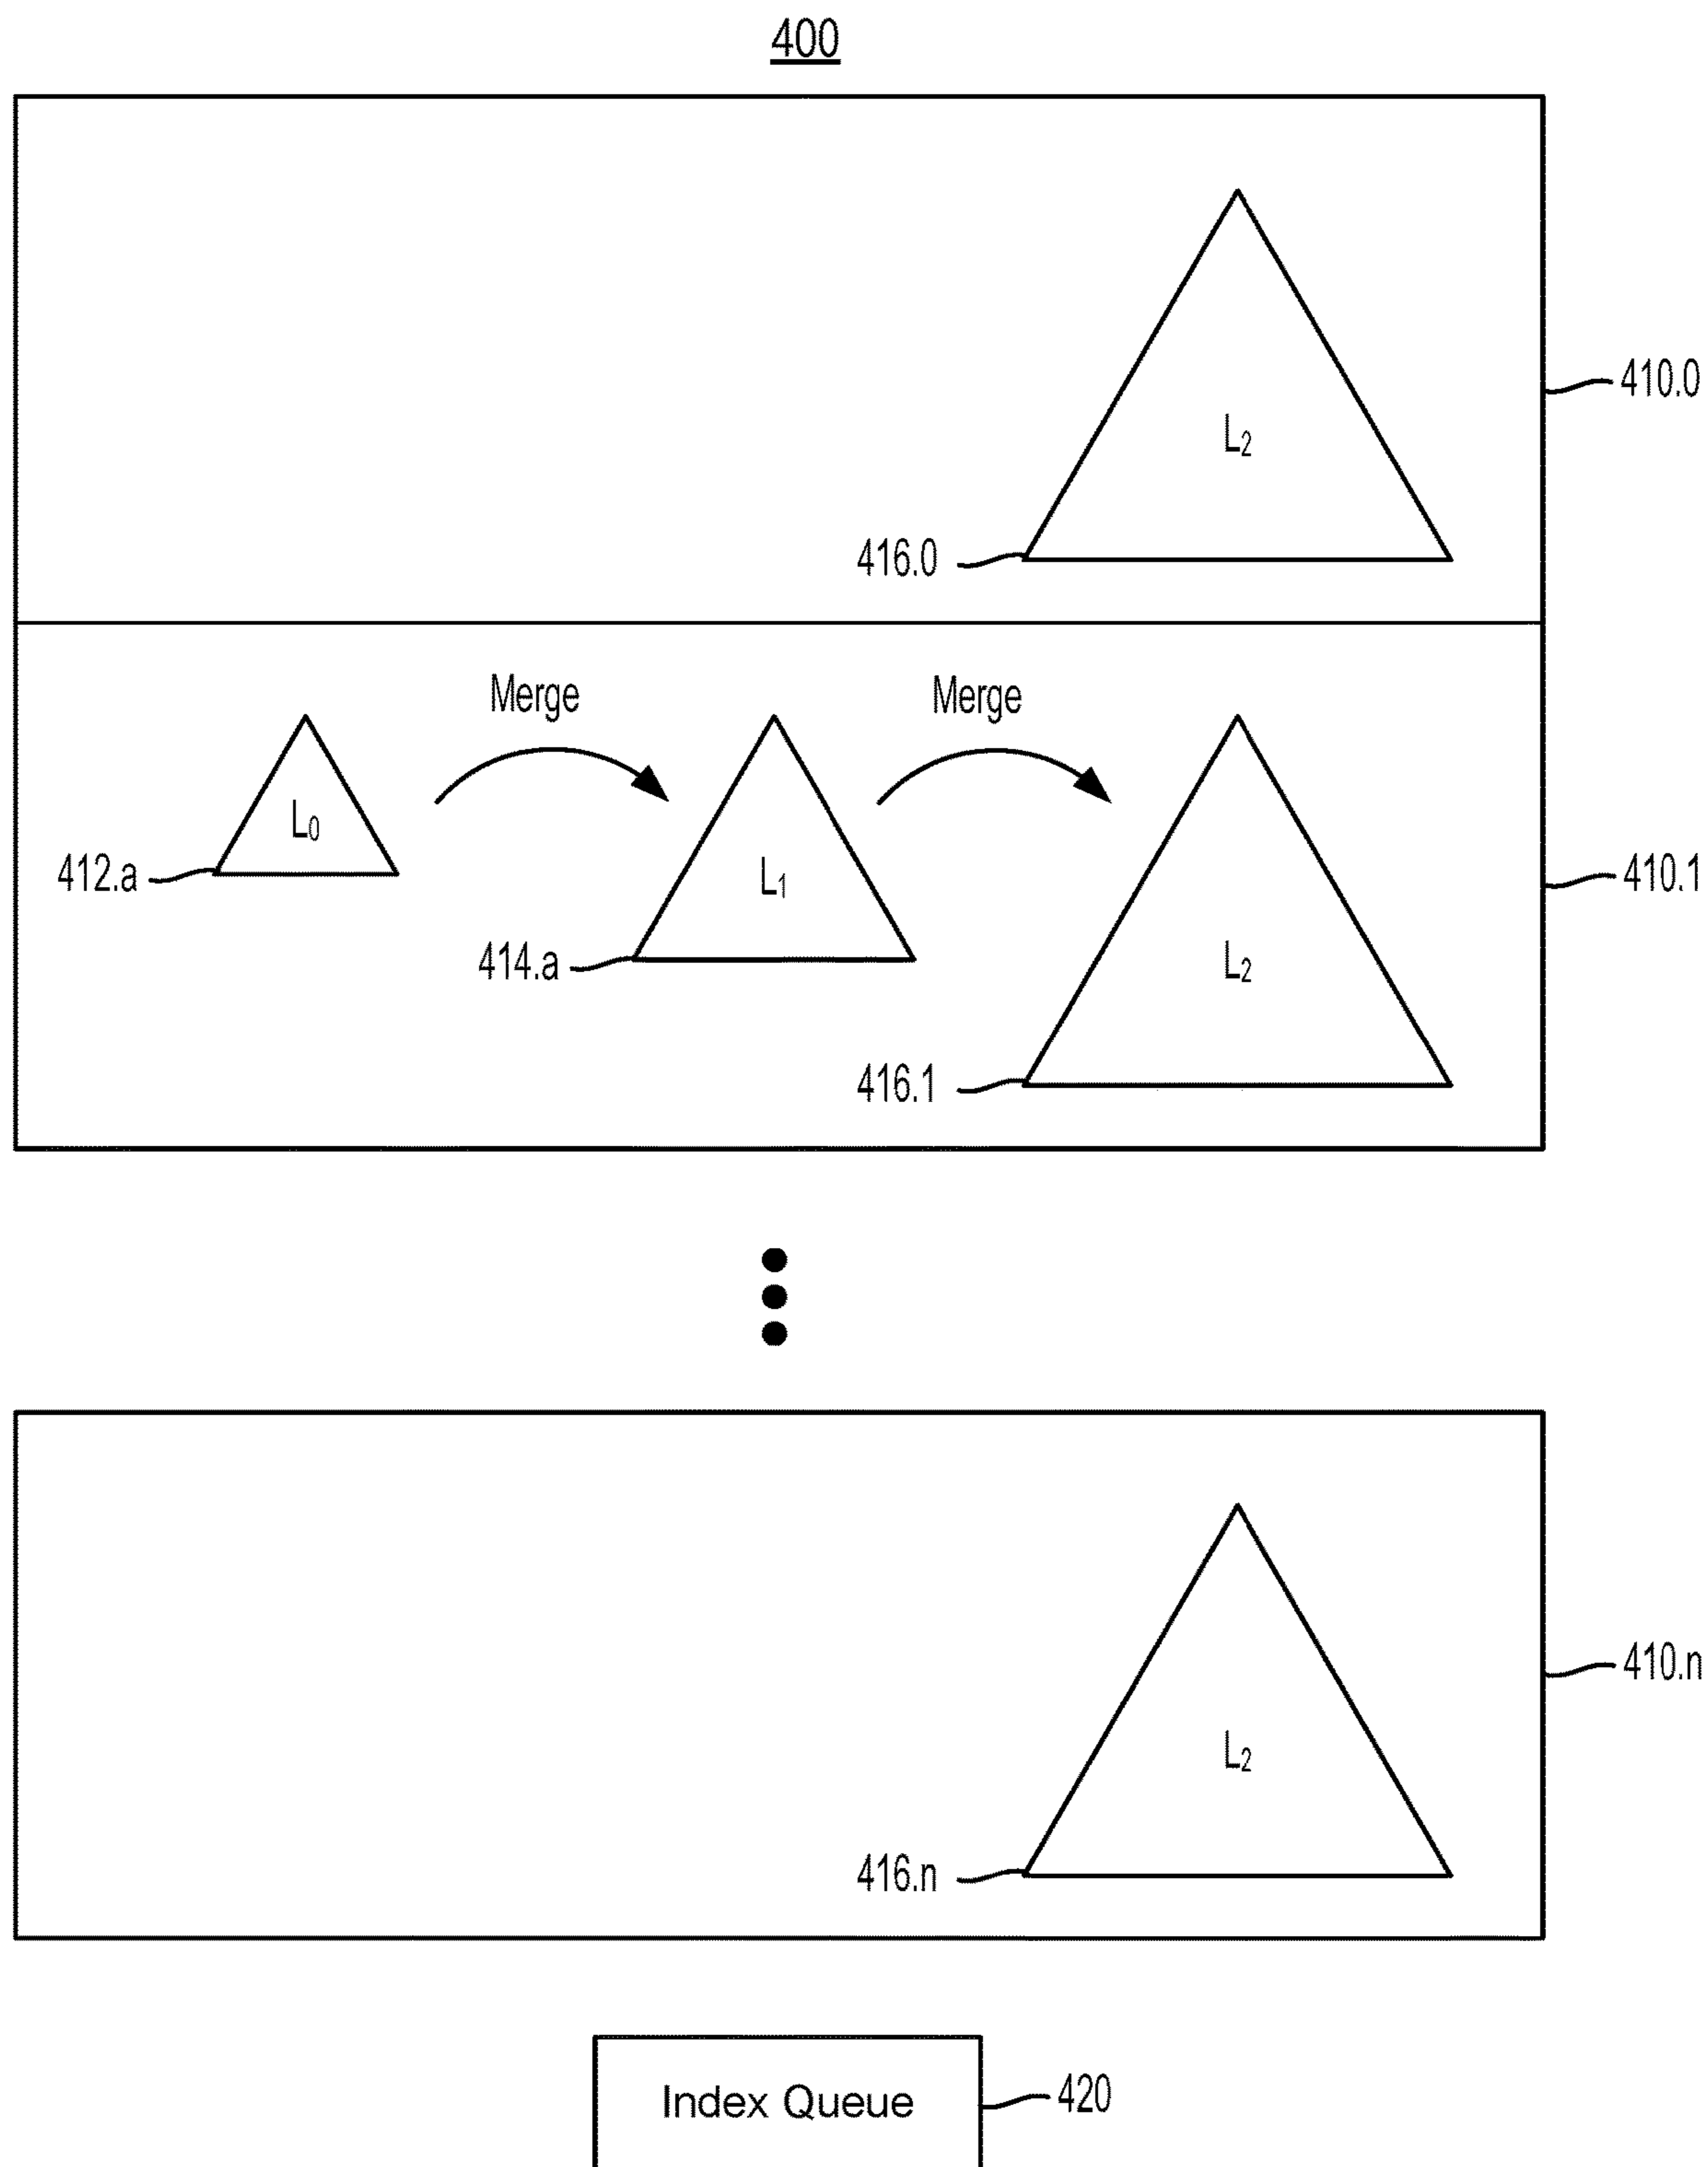 400
410.0
L₂
416.0
Merge
Merge
L₀
412.a
L₁
410.1
414.a
L₂
416.1
410.n
L₂
416.n
Index Queue
420